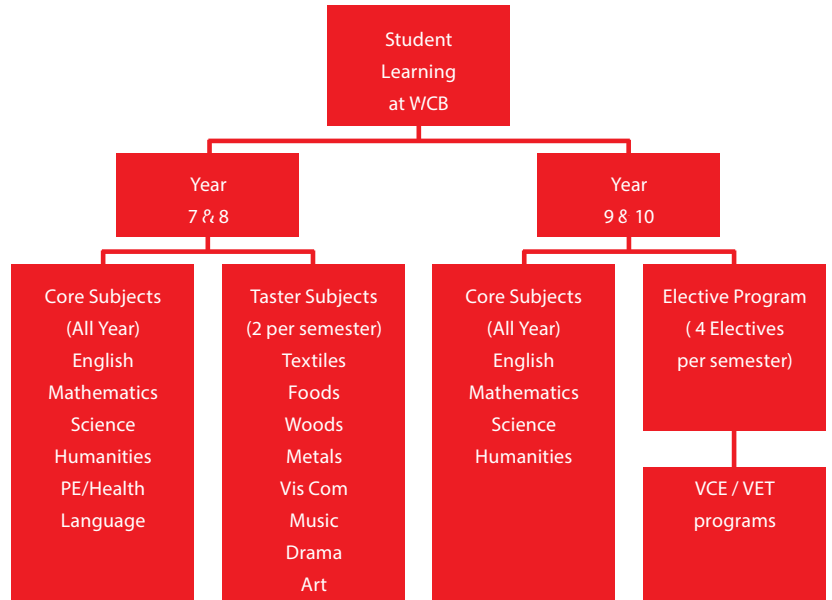 Student
Learning
at WCB
Year
7 & 8
Year
9 & 10
Core Subjects
(All Year)
English
Mathematics
Science
Humanities
PE/Health
Language
Taster Subjects
(2 per semester)
Textiles
Foods
Woods
Metals
Vis Com
Music
Drama
Art
Core Subjects
(All Year)
English
Mathematics
Science
Humanities
Elective Program
( 4 Electives
per semester)
VCE / VET
programs